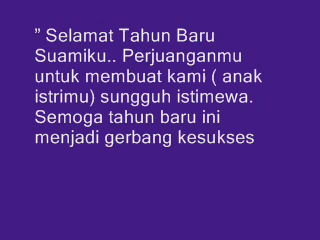 ” Selamat Tahun Baru
Suamiku.. Perjuanganmu
untuk membuat kami ( anak
istrimu) sungguh istimewa.
Semoga tahun baru ini
menjadi gerbang kesukses